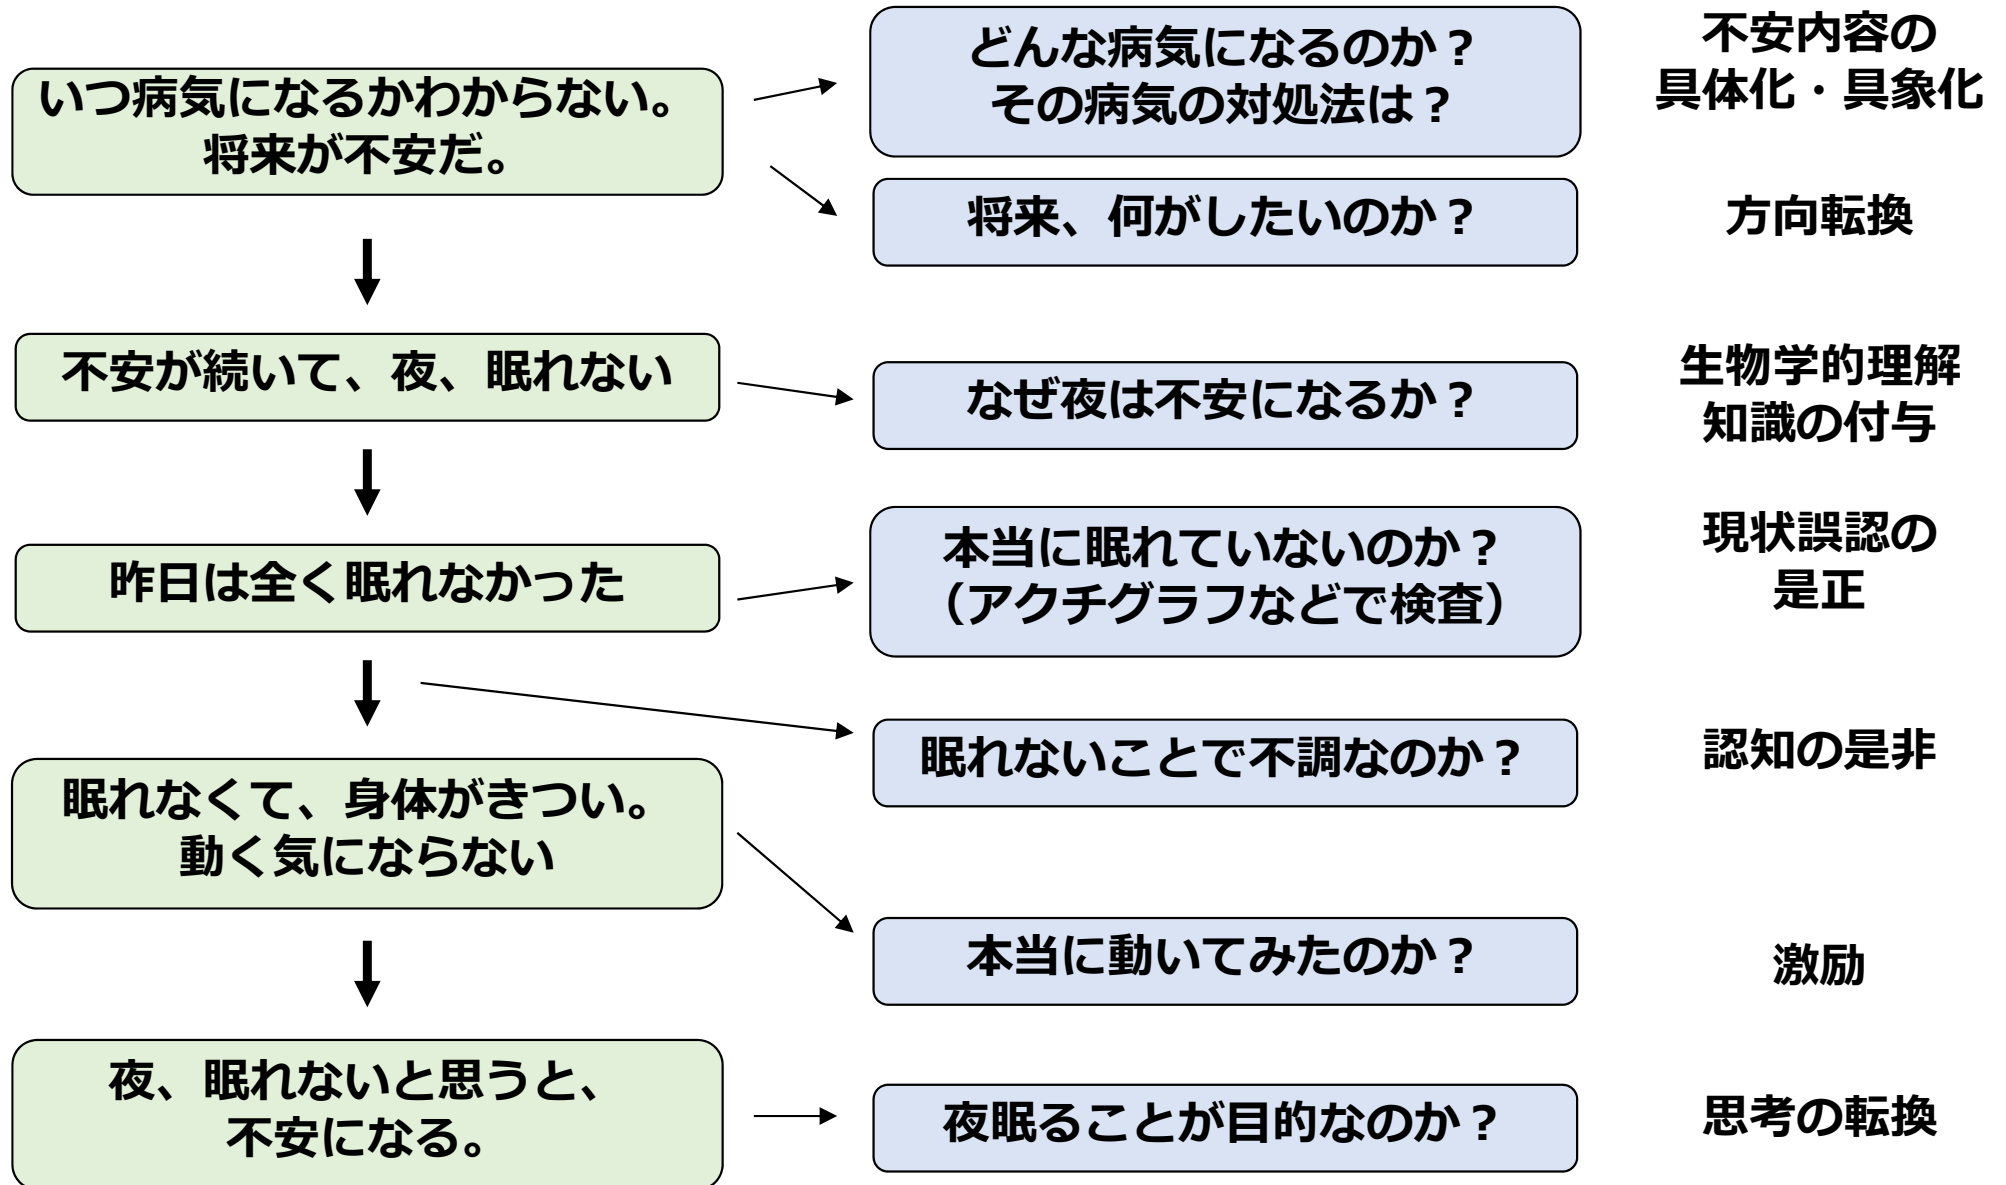 いつ病気になるかわからない。
将来が不安だ。
どんな病気になるのか？
その病気の対処法は？
不安内容の
具体化・具象化
将来、何がしたいのか？
方向転換
不安が続いて、夜、眠れない
なぜ夜は不安になるか？
生物学的理解
知識の付与
昨日は全く眠れなかった
本当に眠れていないのか？
（アクチグラフなどで検査）
現状誤認の
是正
眠れないことで不調なのか？
認知の是非
眠れなくて、身体がきつい。
動く気にならない
本当に動いてみたのか？
激励
夜、眠れないと思うと、
不安になる。
夜眠ることが目的なのか？
思考の転換